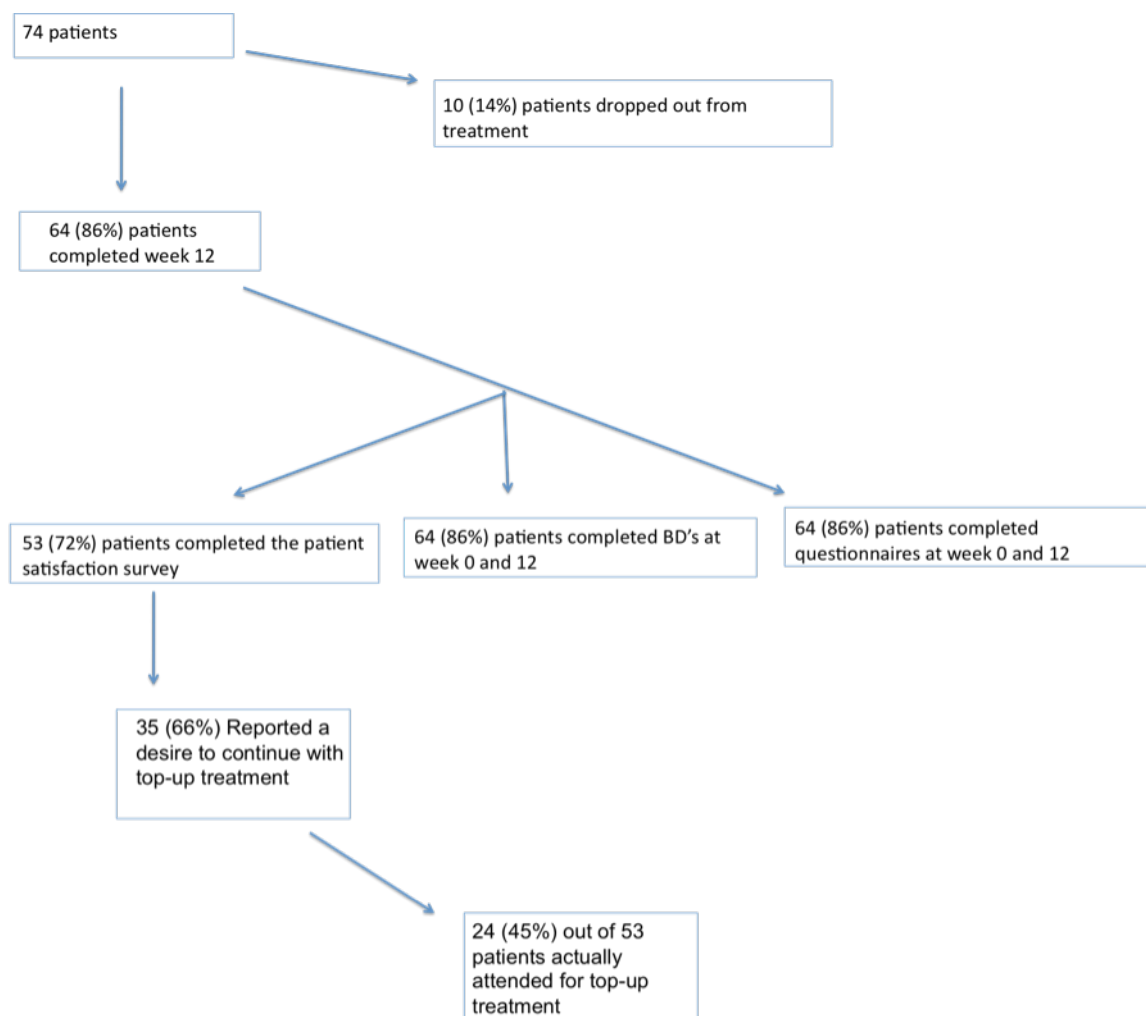 74 patients
10 (14%) patients dropped out from
treatment
64 (86%) patients
completed week 12
53 (72%) patients completed the patient
satisfaction survey
64 (86%) patients completed BD’s at
week 0 and 12
64 (86%) patients completed
questionnaires at week 0 and 12
35 (66%) Reported a
desire to continue with
top-up treatment
24 (45%) out of 53
patients actually
attended for top-up
treatment